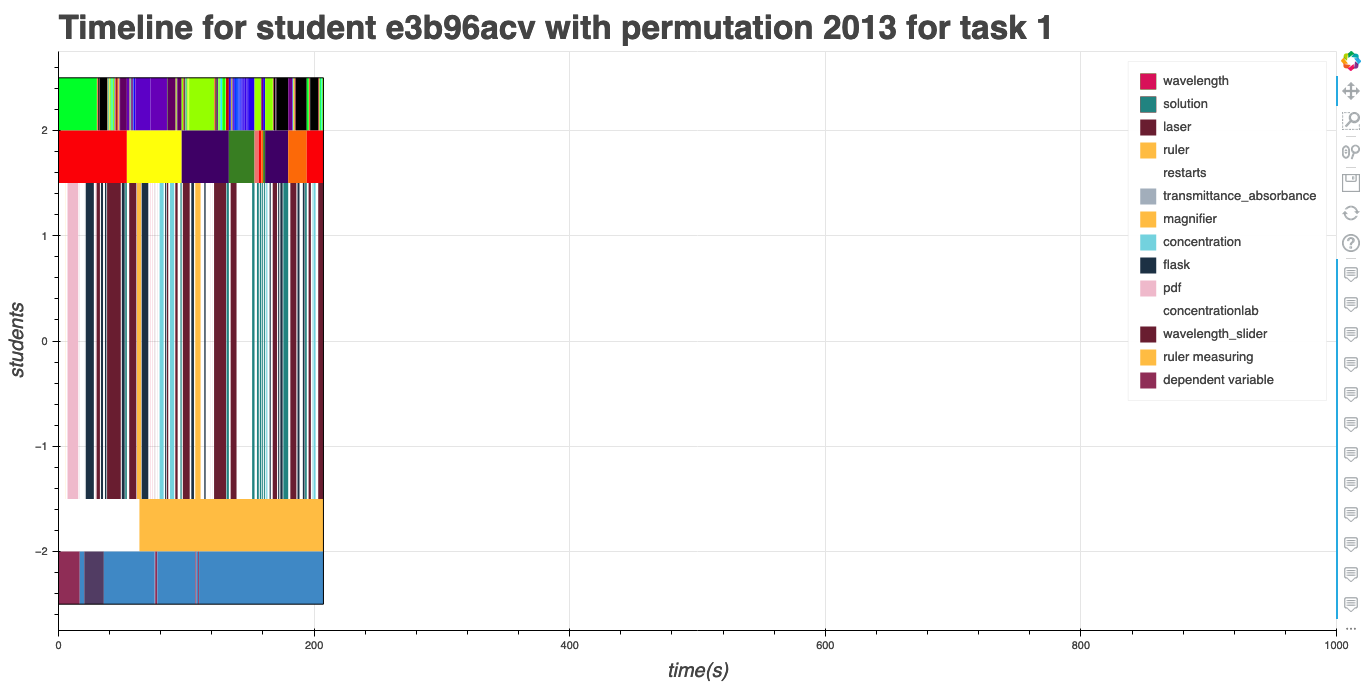 Timeline for student e3b96acv with permutation 2013 for task 1
wavelength
solution
laser
ruler
restarts
transmittance_absorbance
magnifier
concentration
flask
pdf
concentrationlab
wavelength_slider
ruler measuring
dependent variable
students
2
1
0
−1
−2
0 200 400 600 800 1000
time(s)